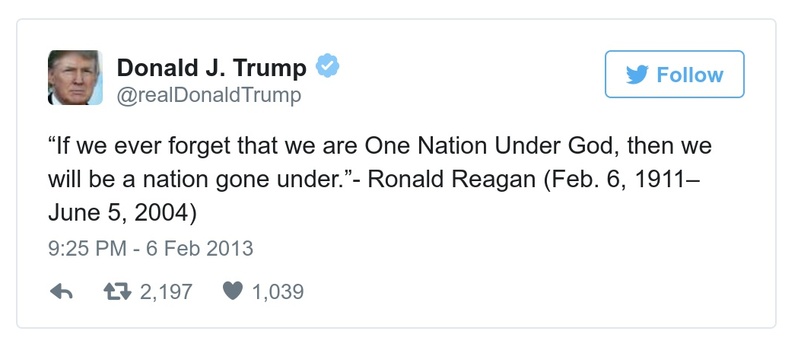 Donald J. Trump
@realDonaldTrump
Follow
“If we ever forget that we are One Nation Under God, then we
will be a nation gone under.”- Ronald Reagan (Feb. 6, 1911–
June 5, 2004)
9:25 PM - 6 Feb 2013
2,197 1,039